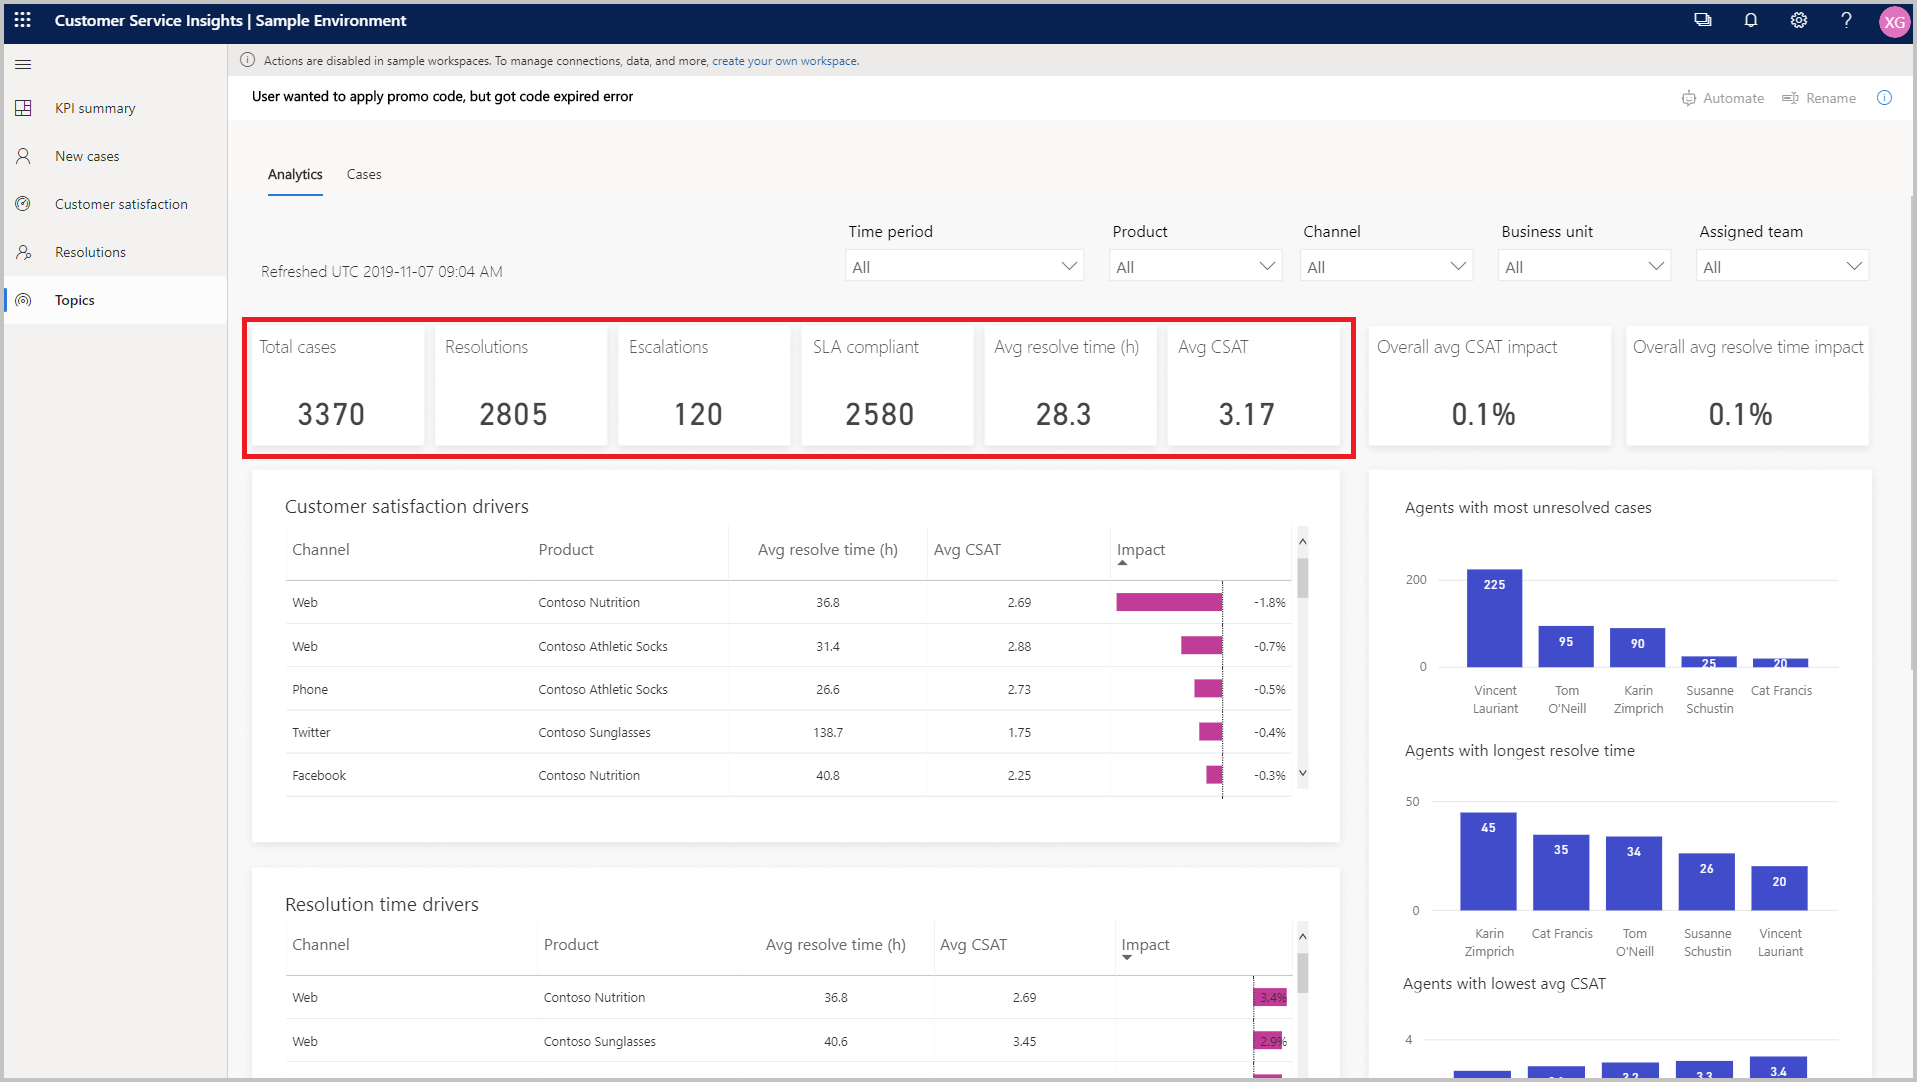 Customer Service Insights | Sample Environment
XG
Actions are disabled in sample workspaces. To manage connections, data, and more, create your own workspace.
User wanted to apply promo code, but got code expired error
Automate
Rename
KPI summary
New cases
Customer satisfaction
Resolutions
Topics
Analytics
Cases
Refreshed UTC 2019-11-07 09:04 AM
Time period
Product
Channel
Business unit
Assigned team
All
All
All
All
All
Total cases
3370
Resolutions
2805
Escalations
120
SLA compliant
2580
Avg resolve time (h)
28.3
Avg CSAT
3.17
Overall avg CSAT impact
0.1%
Overall avg resolve time impact
0.1%
Customer satisfaction drivers
Channel Product Avg resolve time (h) Avg CSAT Impact
Web Contoso Nutrition 36.8 2.69 -1.8%
Web Contoso Athletic Socks 31.4 2.88 -0.7%
Phone Contoso Athletic Socks 26.6 2.73 -0.5%
Twitter Contoso Sunglasses 138.7 1.75 -0.4%
Facebook Contoso Nutrition 40.8 2.25 -0.3%
Resolution time drivers
Channel Product Avg resolve time (h) Avg CSAT Impact
Web Contoso Nutrition 36.8 2.69 3.4%
Web Contoso Sunglasses 40.6 3.45 2.9%
Agents with most unresolved cases
200
0
225 95 90 25 20
Vincent Lauriant
Tom O'Neill
Karin Zimprich
Susanne Schustin
Cat Francis
Agents with longest resolve time
50
0
45 35 34 26 20
Karin Zimprich
Cat Francis
Tom O'Neill
Susanne Schustin
Vincent Lauriant
Agents with lowest avg CSAT
4
3.2 3.3 3.4